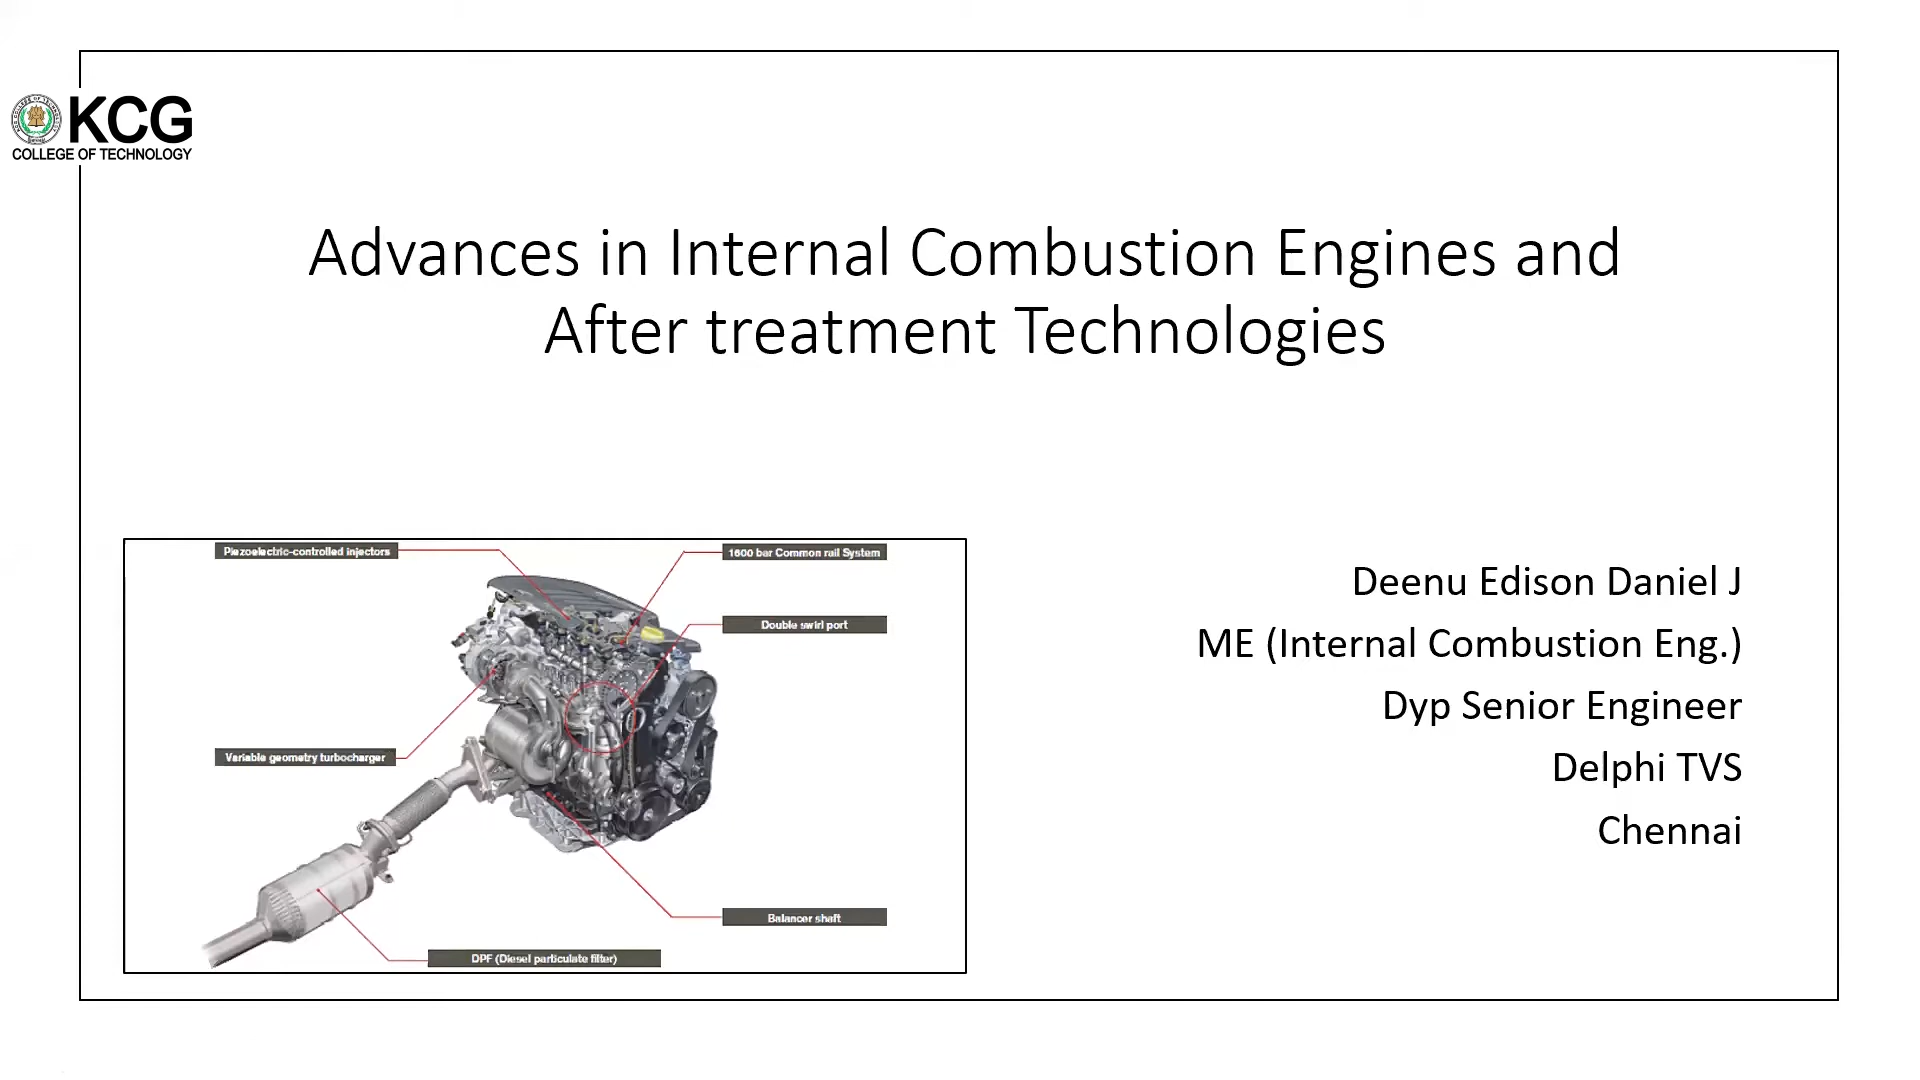 KCG
COLLEGE OF TECHNOLOGY
Advances in Internal Combustion Engines and
After treatment Technologies
Piezoelectric-controlled injectors
1600 bar Common rail System
Double swirl port
Variable geometry turbocharger
Balancer shaft
DPF (Diesel particulate filter)
Deenu Edison Daniel J
ME (Internal Combustion Eng.)
Dyp Senior Engineer
Delphi TVS
Chennai